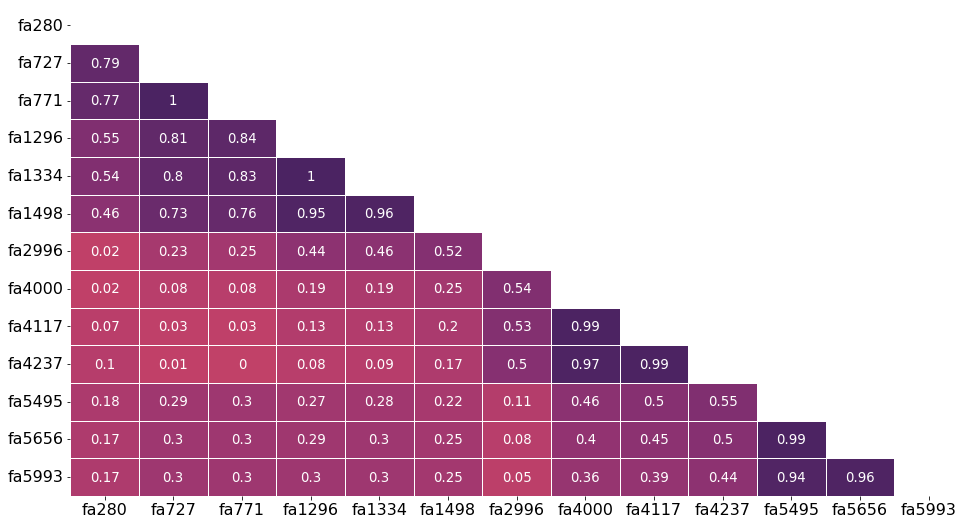 fa280
fa727 0.79
fa771 0.77 1
fa1296 0.55 0.81 0.84
fa1334 0.54 0.8 0.83 1
fa1498 0.46 0.73 0.76 0.95 0.96
fa2996 0.02 0.23 0.25 0.44 0.46 0.52
fa4000 0.02 0.08 0.08 0.19 0.19 0.25 0.54
fa4117 0.07 0.03 0.03 0.13 0.13 0.2 0.53 0.99
fa4237 0.1 0.01 0 0.08 0.09 0.17 0.5 0.97 0.99
fa5495 0.18 0.29 0.3 0.27 0.28 0.22 0.11 0.46 0.5 0.55
fa5656 0.17 0.3 0.3 0.29 0.3 0.25 0.08 0.4 0.45 0.5 0.99
fa5993 0.17 0.3 0.3 0.3 0.3 0.25 0.05 0.36 0.39 0.44 0.94 0.96
fa280 fa727 fa771 fa1296 fa1334 fa1498 fa2996 fa4000 fa4117 fa4237 fa5495 fa5656 fa5993